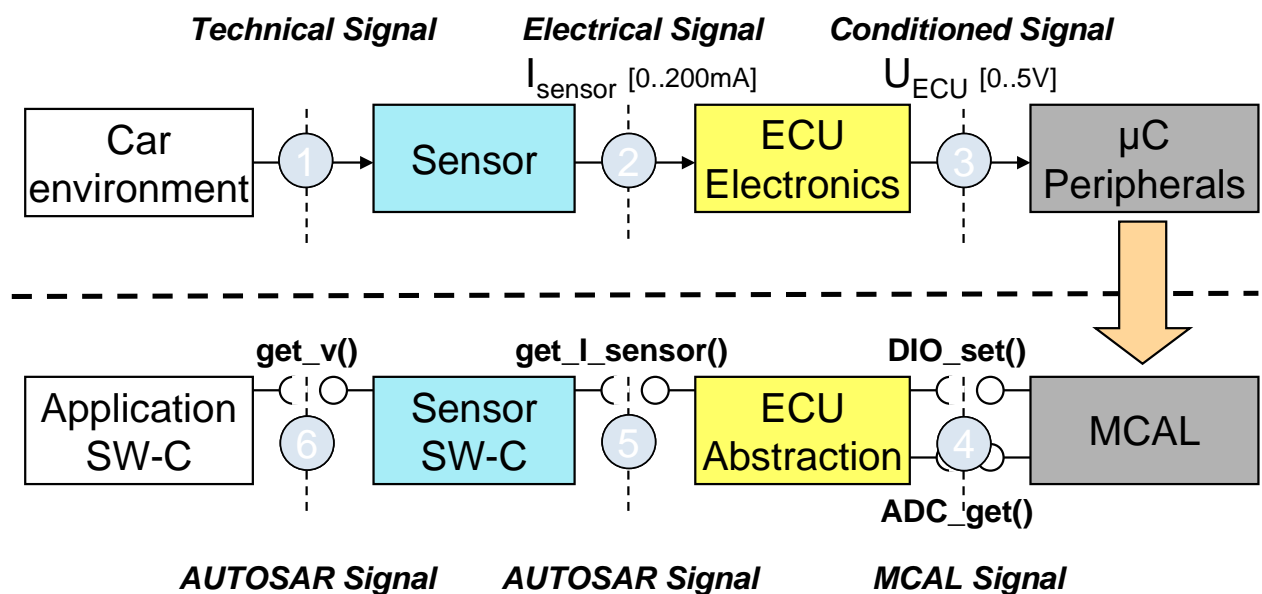 Technical Signal
Electrical Signal
Conditioned Signal
I_sensor [0..200mA]
U_ECU [0..5V]
Car
environment
1
Sensor
2
ECU
Electronics
3
µC
Peripherals
get_v()
get_I_sensor()
DIO_set()
Application
SW-C
6
Sensor
SW-C
5
ECU
Abstraction
4
MCAL
ADC_get()
AUTOSAR Signal
AUTOSAR Signal
MCAL Signal